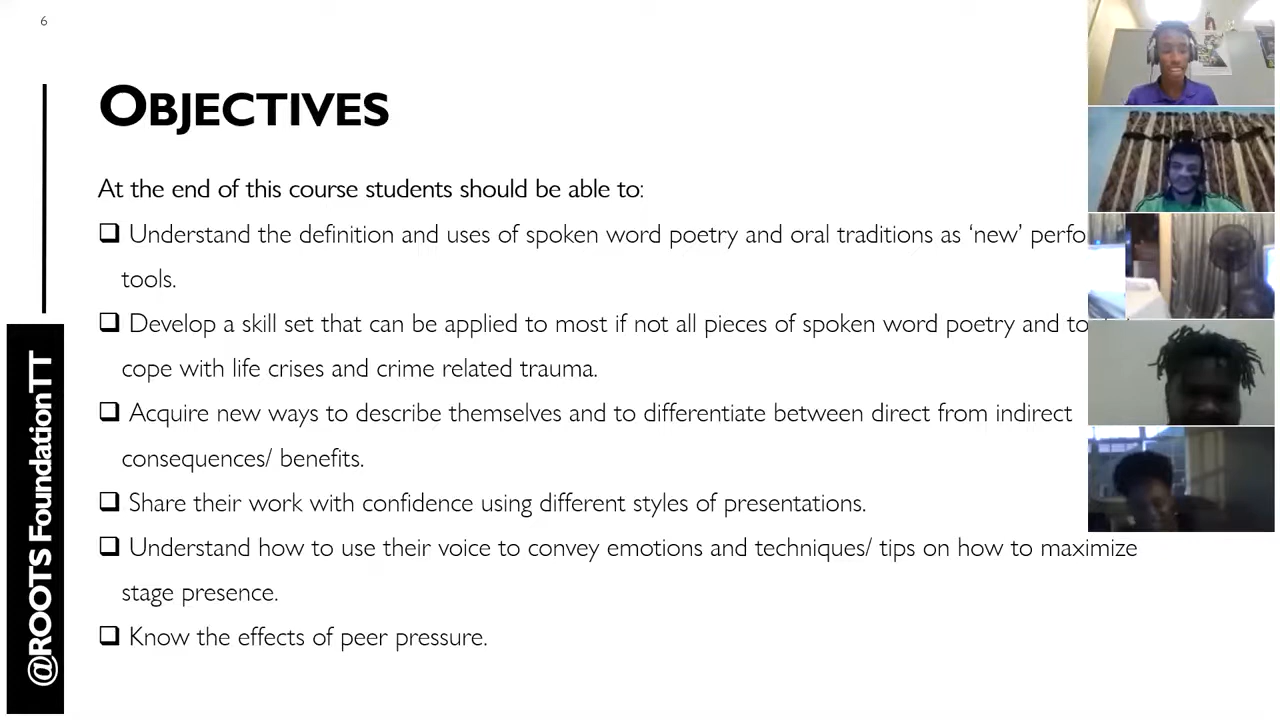 6
OBJECTIVES
At the end of this course students should be able to:
❑ Understand the definition and uses of spoken word poetry and oral traditions as ‘new’
tools.
❑ Develop a skill set that can be applied to most if not all pieces of spoken word poetry and to
cope with life crises and crime related trauma.
❑ Acquire new ways to describe themselves and to differentiate between direct from indirect
consequences/ benefits.
❑ Share their work with confidence using different styles of presentations.
❑ Understand how to use their voice to convey emotions and techniques/ tips on how to maximize
stage presence.
❑ Know the effects of peer pressure.
@ROOTS FoundationTT